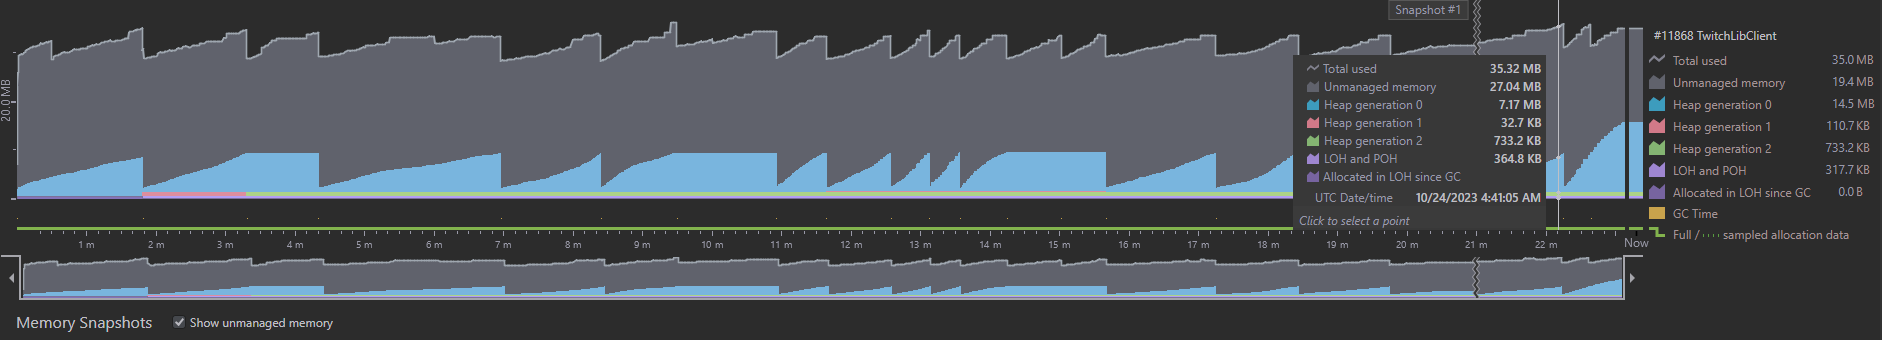 Snapshot #1
20.0 MB
Total used 35.32 MB
Unmanaged memory 27.04 MB
Heap generation 0 7.17 MB
Heap generation 1 32.7 KB
Heap generation 2 733.2 KB
LOH and POH 364.8 KB
Allocated in LOH since GC
UTC Date/time 10/24/2023 4:41:05 AM
Click to select a point
#11868 TwitchLibClient
Total used 35.0 MB
Unmanaged memory 19.4 MB
Heap generation 0 14.5 MB
Heap generation 1 110.7 KB
Heap generation 2 733.2 KB
LOH and POH 317.7 KB
Allocated in LOH since GC 0.0 B
GC Time
Full / sampled allocation data
1 m 2 m 3 m 4 m 5 m 6 m 7 m 8 m 9 m 10 m 11 m 12 m 13 m 14 m 15 m 16 m 17 m 18 m 19 m 20 m 21 m 22 m Now
Memory Snapshots
Show unmanaged memory